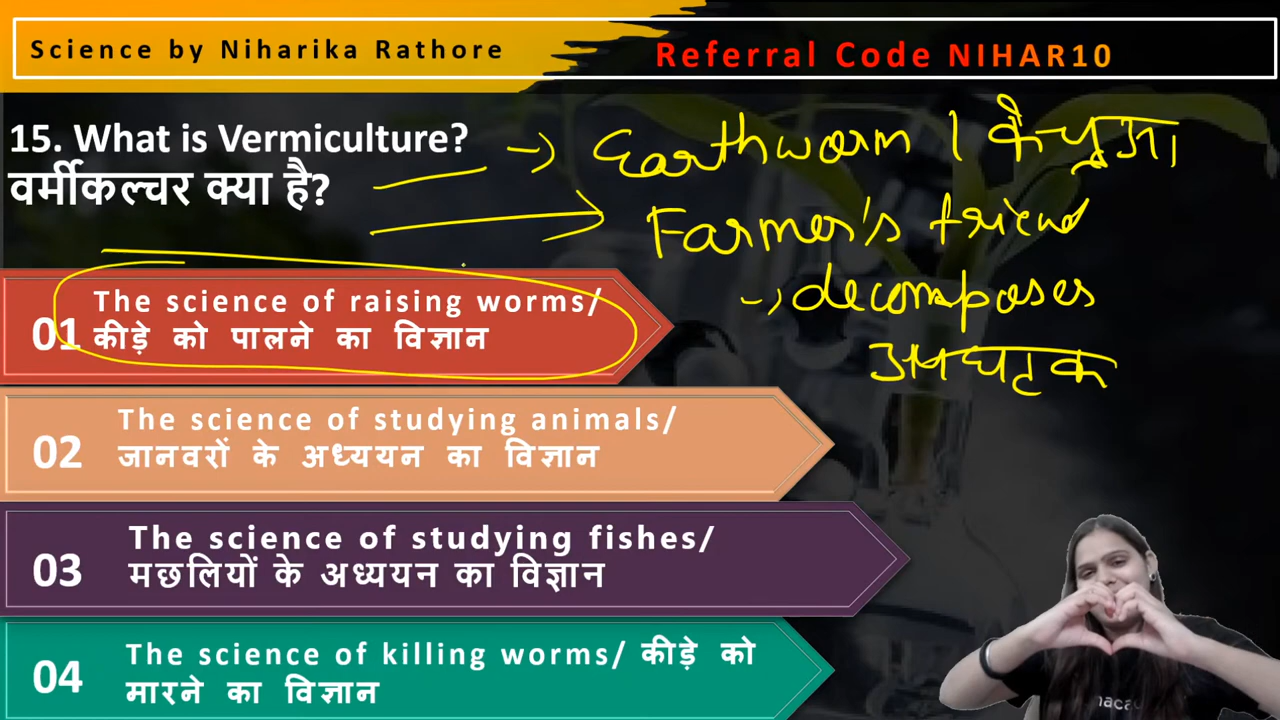 Science by Niharika Rathore
Referral Code NIHAR10
15. What is Vermiculture?
वर्मीकल्चर क्या है?
→ Earthworm / केंचुआ
Farmer's friend
→ decomposes
अपघटक
01 The science of raising worms/
कीड़े को पालने का विज्ञान
02 The science of studying animals/
जानवरों के अध्ययन का विज्ञान
03 The science of studying fishes/
मछलियों के अध्ययन का विज्ञान
04 The science of killing worms/ कीड़े को
मारने का विज्ञान